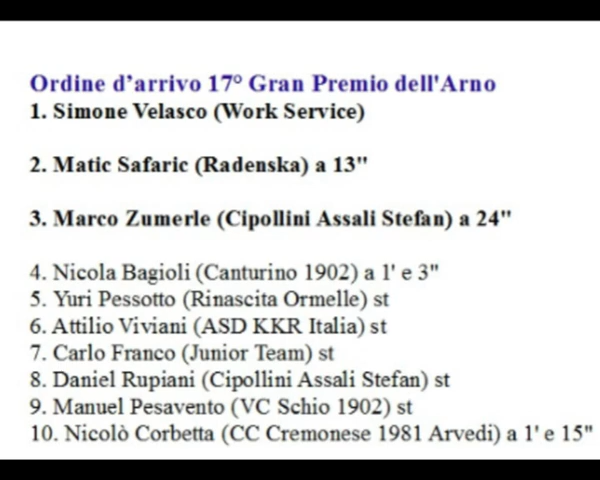 Ordine d'arrivo 17° Gran Premio dell'Arno
1. Simone Velasco (Work Service)
2. Matic Safaric (Radenska) a 13"
3. Marco Zumerle (Cipollini Assali Stefan) a 24"
4. Nicola Bagioli (Canturino 1902) a 1' e 3"
5. Yuri Pessotto (Rinascita Ormelle) st
6. Attilio Viviani (ASD KKR Italia) st
7. Carlo Franco (Junior Team) st
8. Daniel Rupiani (Cipollini Assali Stefan) st
9. Manuel Pesavento (VC Schio 1902) st
10. Nicolò Corbetta (CC Cremonese 1981 Arvedi) a 1' e 15"